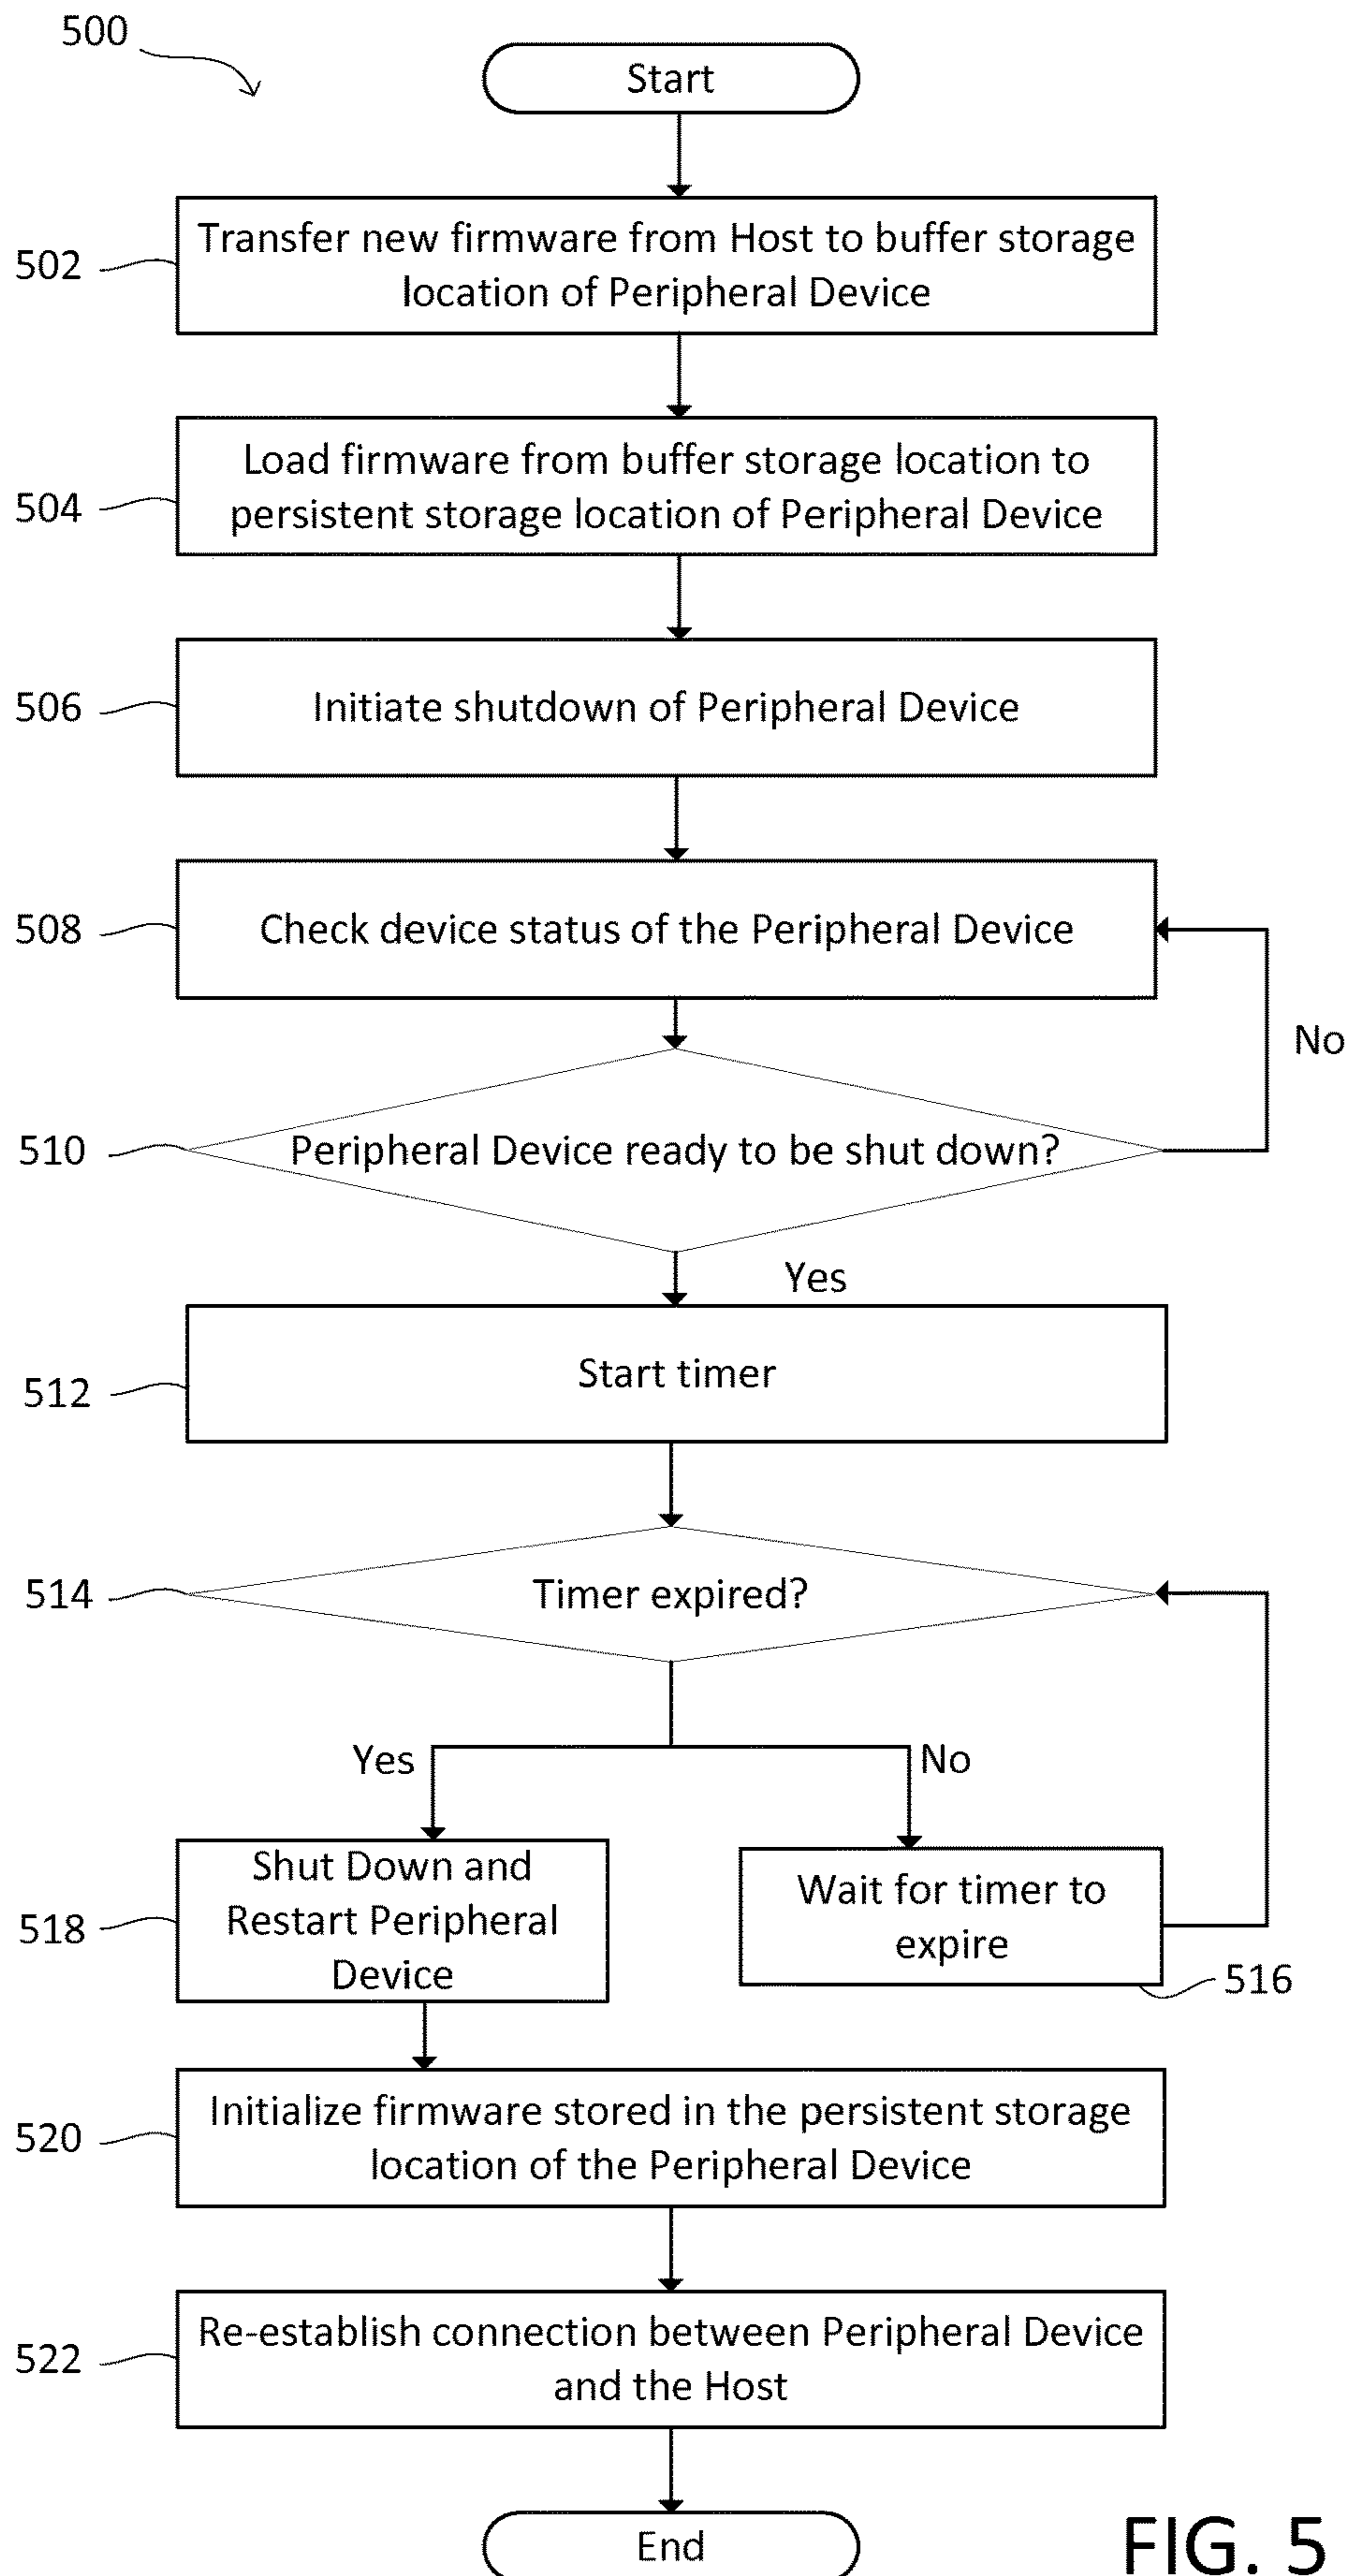 500
Start
502
Transfer new firmware from Host to buffer storage
location of Peripheral Device
504
Load firmware from buffer storage location to
persistent storage location of Peripheral Device
506
Initiate shutdown of Peripheral Device
508
Check device status of the Peripheral Device
No
510
Peripheral Device ready to be shut down?
Yes
512
Start timer
514
Timer expired?
Yes
No
518
Shut Down and
Restart Peripheral
Device
Wait for timer to
expire
516
520
Initialize firmware stored in the persistent storage
location of the Peripheral Device
522
Re-establish connection between Peripheral Device
and the Host
End
FIG. 5